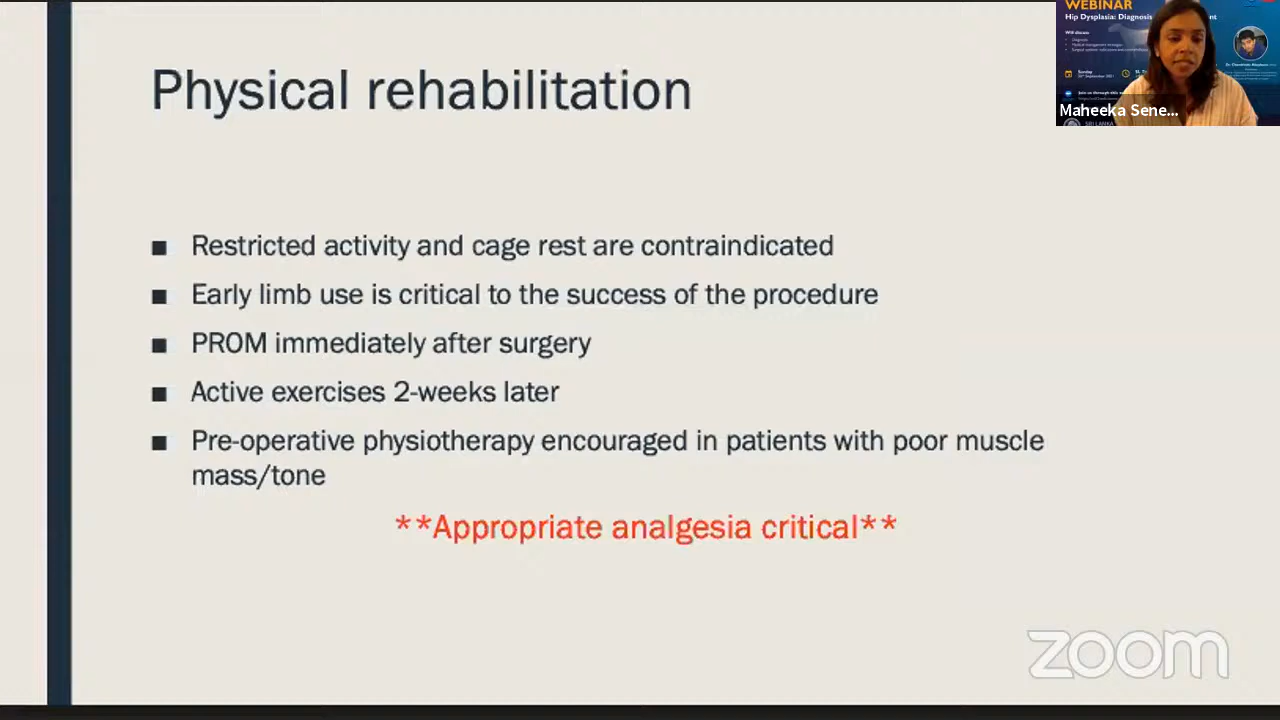 WEBINAR
Hip Dysplasia: Diagnosis
Physical rehabilitation
Maheeka Sene...
■ Restricted activity and cage rest are contraindicated
■ Early limb use is critical to the success of the procedure
■ PROM immediately after surgery
■ Active exercises 2-weeks later
■ Pre-operative physiotherapy encouraged in patients with poor muscle
mass/tone
**Appropriate analgesia critical**
zoom